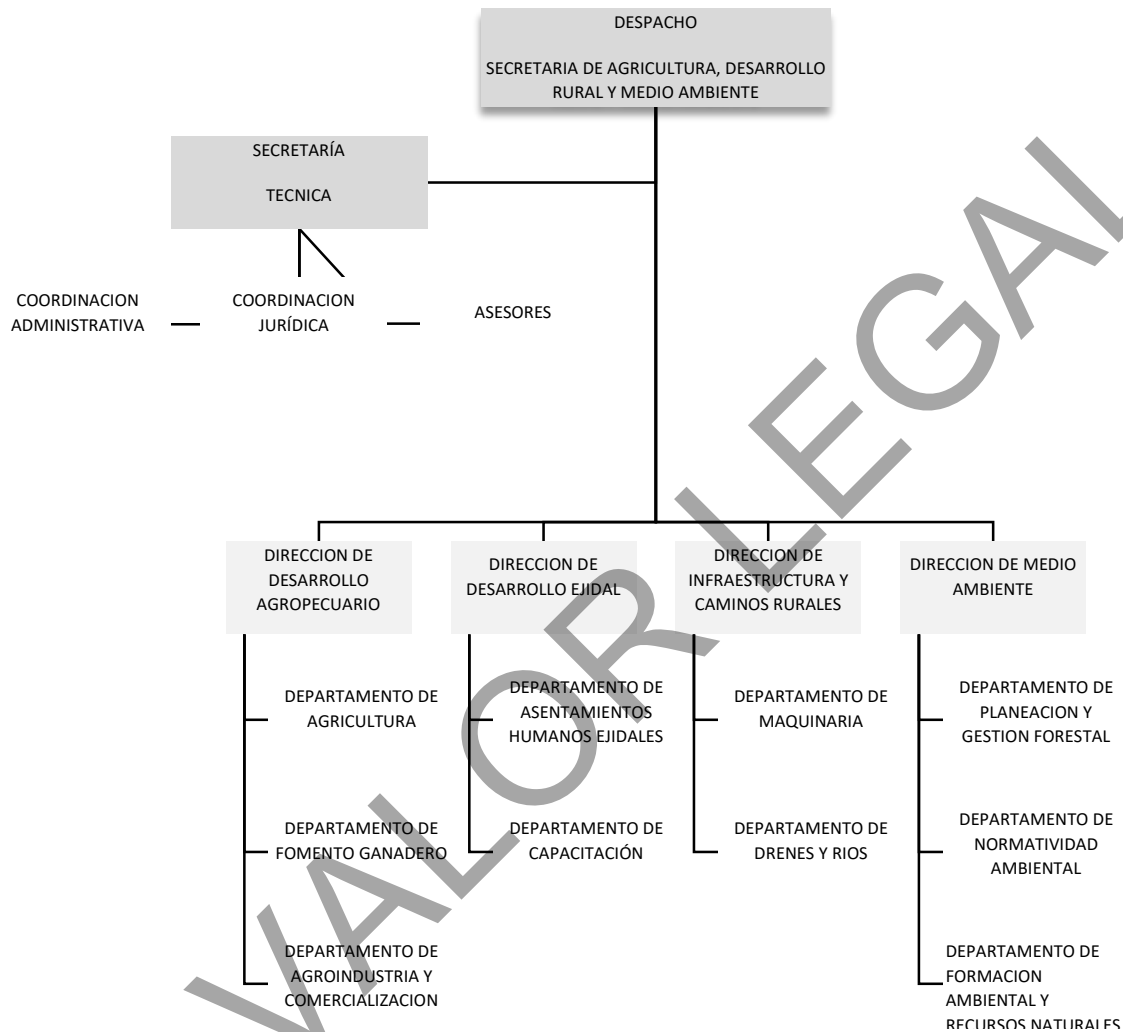 DESPACHO
SECRETARIA DE AGRICULTURA, DESARROLLO
RURAL Y MEDIO AMBIENTE
SECRETARÍA
TECNICA
COORDINACION
ADMINISTRATIVA
COORDINACION
JURÍDICA
ASESORES
DIRECCION DE
DESARROLLO
AGROPECUARIO
DIRECCION DE
DESARROLLO EJIDAL
DIRECCION DE
INFRAESTRUCTURA Y
CAMINOS RURALES
DIRECCION DE MEDIO
AMBIENTE
DEPARTAMENTO DE
AGRICULTURA
DEPARTAMENTO DE
ASENTAMIENTOS
HUMANOS EJIDALES
DEPARTAMENTO DE
MAQUINARIA
DEPARTAMENTO DE
PLANEACION Y
GESTION FORESTAL
DEPARTAMENTO DE
FOMENTO GANADERO
DEPARTAMENTO DE
CAPACITACIÓN
DEPARTAMENTO DE
DRENES Y RIOS
DEPARTAMENTO DE
NORMATIVIDAD
AMBIENTAL
DEPARTAMENTO DE
AGROINDUSTRIA Y
COMERCIALIZACION
DEPARTAMENTO DE
FORMACION
AMBIENTAL Y
RECURSOS NATURALES
VALOR LEGAL